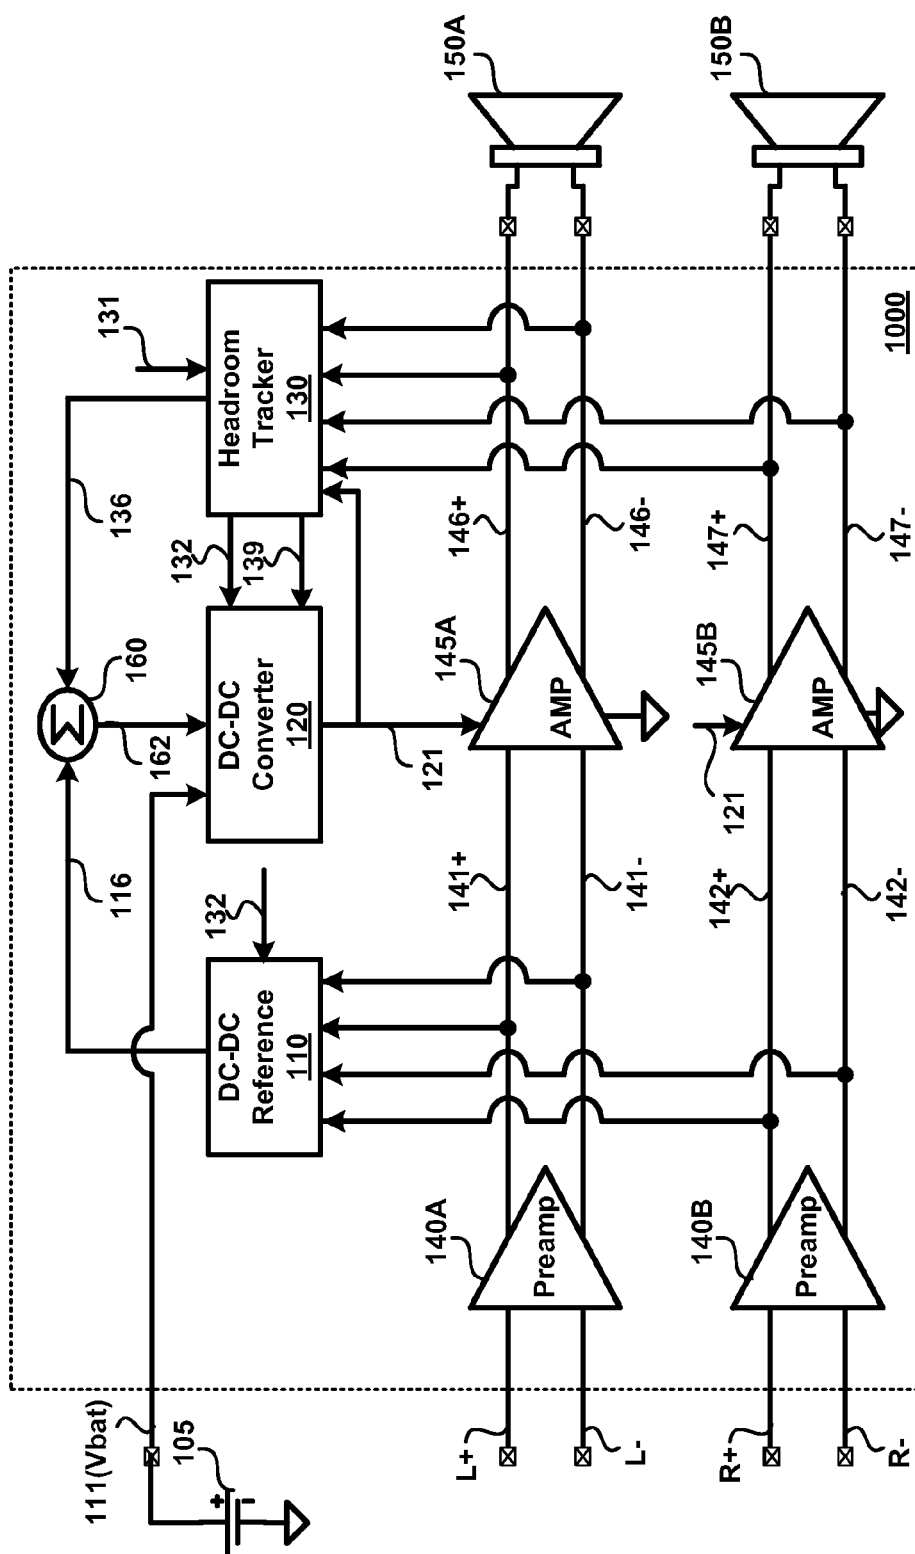 111(Vbat)
105
+
-
116
160
Σ
162
136
131
DC-DC
Reference
110
132
DC-DC
Converter
120
132
139
Headroom
Tracker
130
121
L+
L-
140A
Preamp
141+
141-
145A
AMP
146+
146-
150A
R+
R-
140B
Preamp
142+
142-
121
145B
AMP
147+
147-
150B
1000